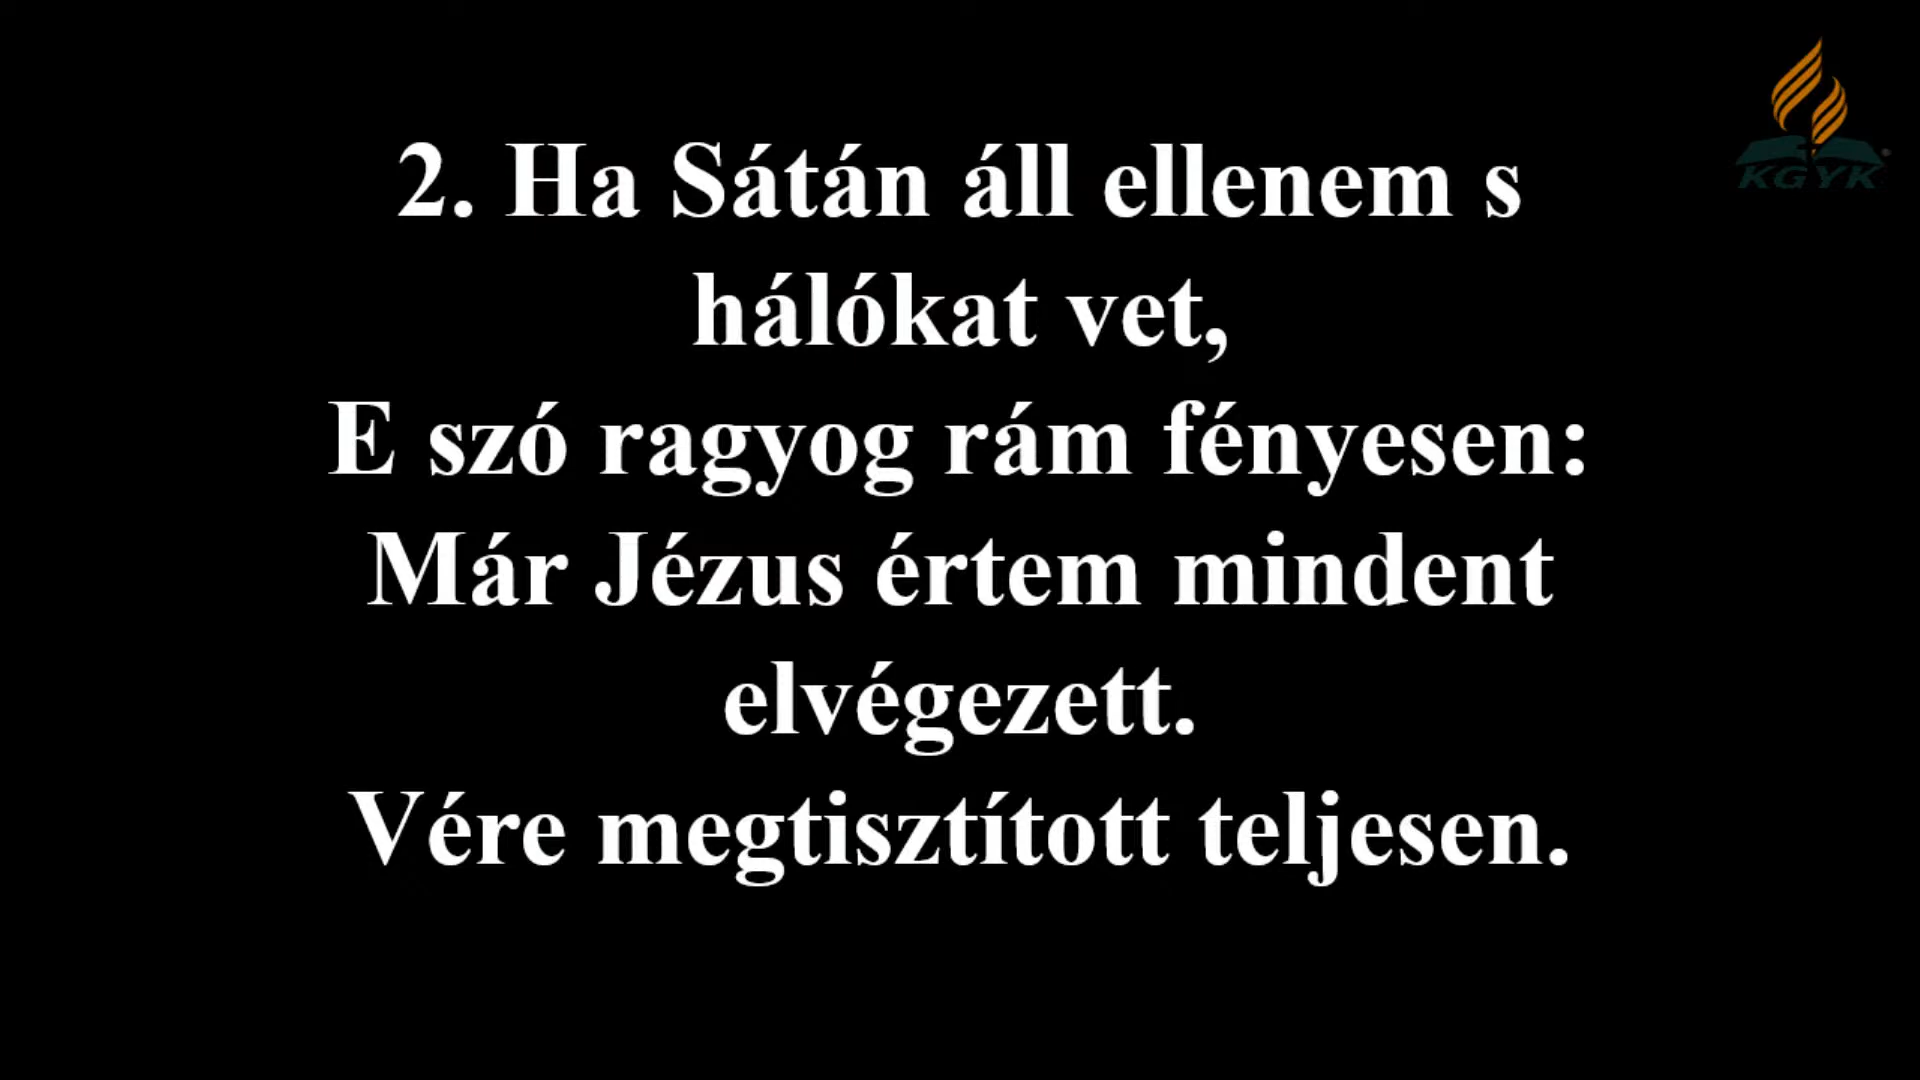 KGYK
2. Ha Sátán áll ellenem s
hálókat vet,
E szó ragyog rám fényesen:
Már Jézus értem mindent
elvégezett.
Vére megtisztított teljesen.